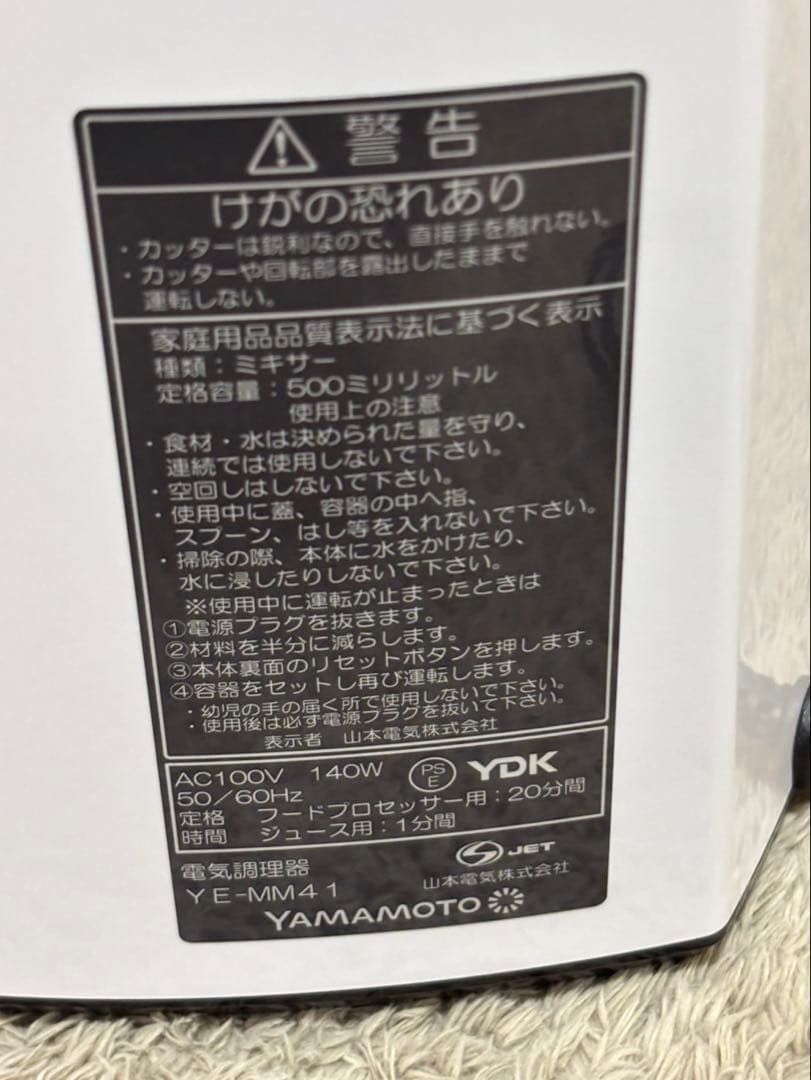 警告
けがの恐れあり
・カッターは鋭利なので、直接手を触れない。
・カッターや回転部を露出したままで
運転しない。
家庭用品品質表示法に基づく表示
種類：ミキサー
定格容量：500ミリリットル
使用上の注意
・食材・水は決められた量を守り、
連続では使用しないで下さい。
・空回しはしないで下さい。
・使用中に蓋、容器の中へ指、
スプーン、はし等を入れないで下さい。
・掃除の際、本体に水をかけたり、
水に浸したりしないで下さい。
※使用中に運転が止まったときは
①電源プラグを抜きます。
②材料を半分に減らします。
③本体裏面のリセットボタンを押します。
④容器をセットし再び運転します。
・幼児の手の届く所で使用しないで下さい。
・使用後は必ず電源プラグを抜いて下さい。
表示者 山本電気株式会社
AC100V 140W PSE YDK
50/60Hz
定格時間 フードプロセッサー用：20分間
ジュース用：1分間
電気調理器 JET
YE-MM41 山本電気株式会社
YAMAMOTO